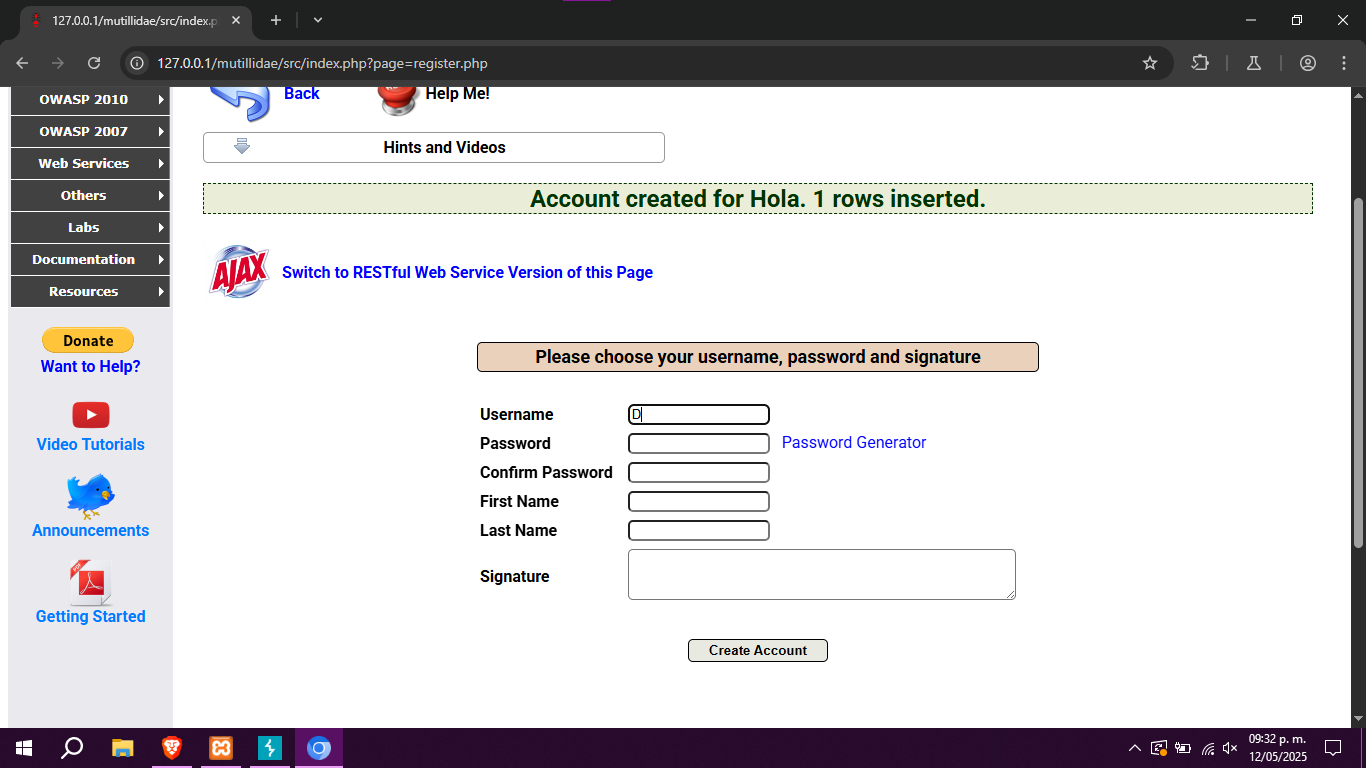 127.0.0.1/mutillidae/src/index.p
127.0.0.1/mutillidae/src/index.php?page=register.php
OWASP 2010
OWASP 2007
Web Services
Others
Labs
Documentation
Resources
Donate
Want to Help?
Video Tutorials
Announcements
PDF
Getting Started
Back
Help Me!
Hints and Videos
Account created for Hola. 1 rows inserted.
AJAX
Switch to RESTful Web Service Version of this Page
Please choose your username, password and signature
Username
D
Password
Password Generator
Confirm Password
First Name
Last Name
Signature
Create Account
09:32 p. m.
12/05/2025